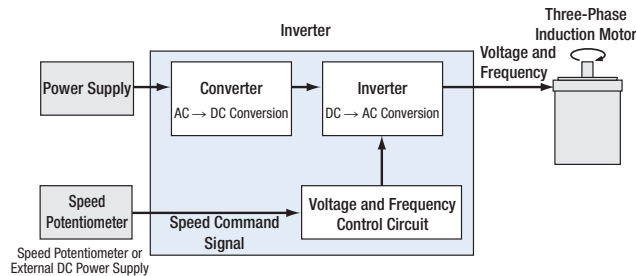 Three-Phase
Induction Motor
Inverter
Voltage and
Frequency
Power Supply
Converter
AC → DC Conversion
Inverter
DC → AC Conversion
Speed
Potentiometer
Speed Command
Signal
Voltage and Frequency
Control Circuit
Speed Potentiometer or
External DC Power Supply